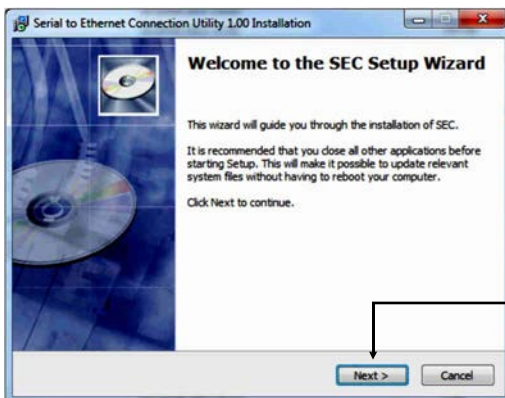 Serial to Ethernet Connection Utility 1.00 Installation
Welcome to the SEC Setup Wizard
This wizard will guide you through the installation of SEC.
It is recommended that you close all other applications before
starting Setup. This will make it possible to update relevant
system files without having to reboot your computer.
Click Next to continue.
Next >
Cancel